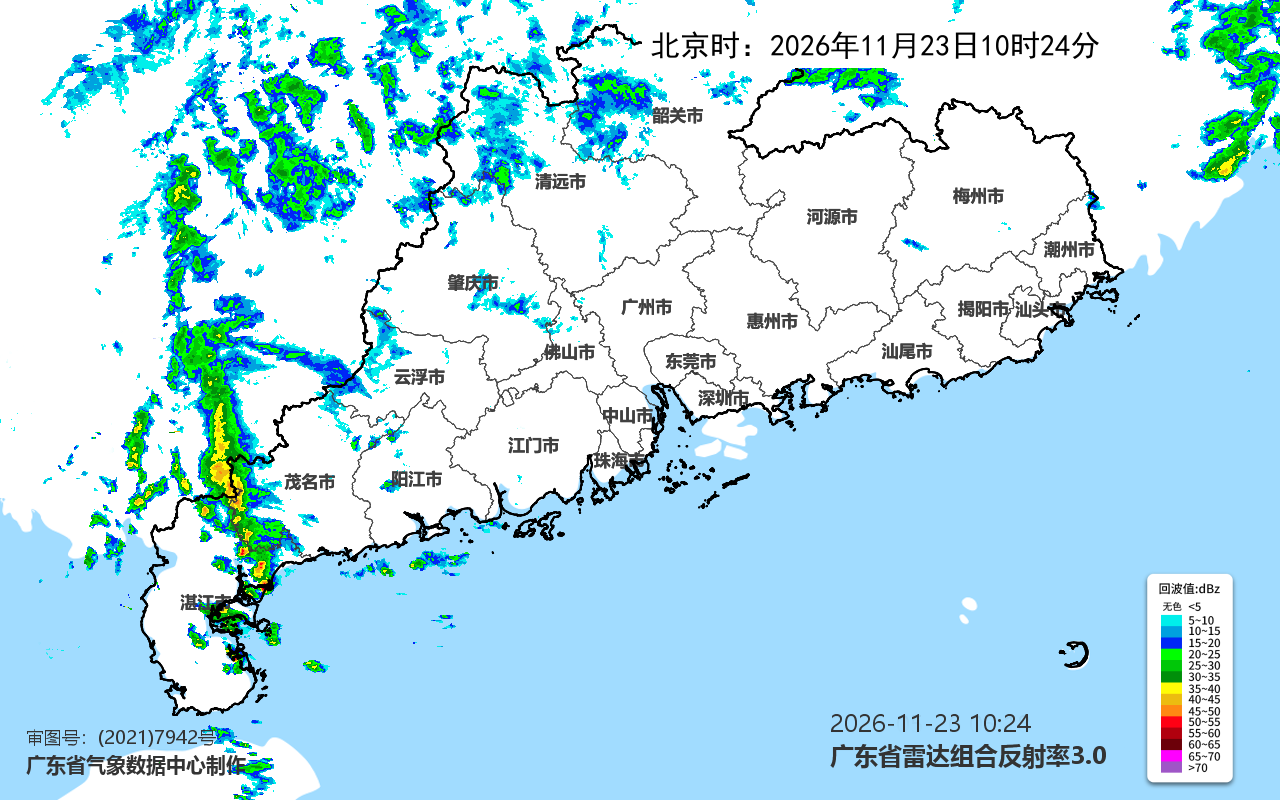 北京时：2026年11月23日10时24分
韶关市
清远市
梅州市
河源市
潮州市
肇庆市
广州市
揭阳市
汕头市
惠州市
佛山市
汕尾市
东莞市
云浮市
深圳市
中山市
江门市
珠海市
茂名市
阳江市
湛江市
回波值:dBz
无色 <5
5~10
10~15
15~20
20~25
25~30
30~35
35~40
40~45
45~50
50~55
55~60
60~65
65~70
>70
2026-11-23 10:24
广东省雷达组合反射率3.0
审图号：(2021)7942号
广东省气象数据中心制作